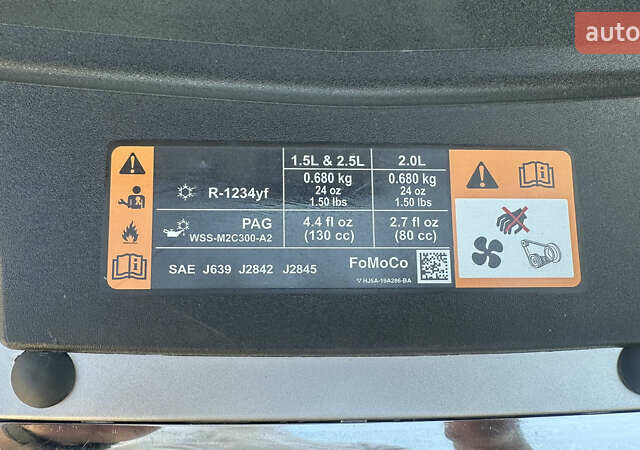 auto
1.5L & 2.5L 2.0L
R-1234yf 0.680 kg 0.680 kg
24 oz 24 oz
1.50 lbs 1.50 lbs
PAG 4.4 fl oz 2.7 fl oz
WSS-M2C300-A2 (130 cc) (80 cc)
SAE J639 J2842 J2845 FoMoCo
HJ5A-19A286-BA